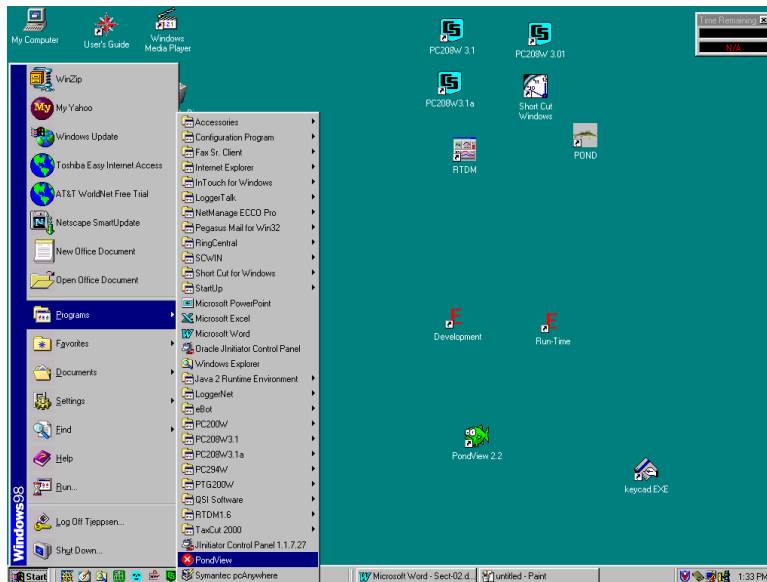 My Computer
User's Guide
Windows
Media Player
PC208W 3.1
PC208W 3.01
PC208W3.1a
Short Cut
Windows
RTDM
POND
Time Remaining
N/A
WinZip
My Yahoo
Windows Update
Toshiba Easy Internet Access
AT&T WorldNet Free Trial
Netscape SmartUpdate
New Office Document
Open Office Document
Programs
Favorites
Documents
Settings
Find
Help
Run...
Log Off Tjeppsen...
Shut Down...
Windows98
Accessories
Configuration Program
Fax Sr. Client
Internet Explorer
InTouch for Windows
LoggerTalk
NetManage ECCO Pro
Pegasus Mail for Win32
RingCentral
SCWIN
Short Cut for Windows
StartUp
Microsoft PowerPoint
Microsoft Excel
Microsoft Word
Oracle JInitiator Control Panel
Windows Explorer
Java 2 Runtime Environment
LoggerNet
eBot
PC200W
PC208W3.1
PC208W3.1a
PC294W
PTG200W
QSI Software
RTDM1.6
TaxCut 2000
JInitiator Control Panel 1.1.7.27
PondView
Symantec pcAnywhere
Development
Run-Time
PondView 2.2
keycad.EXE
Start
Microsoft Word - Sect-02.d...
untitled - Paint
1:33 PM